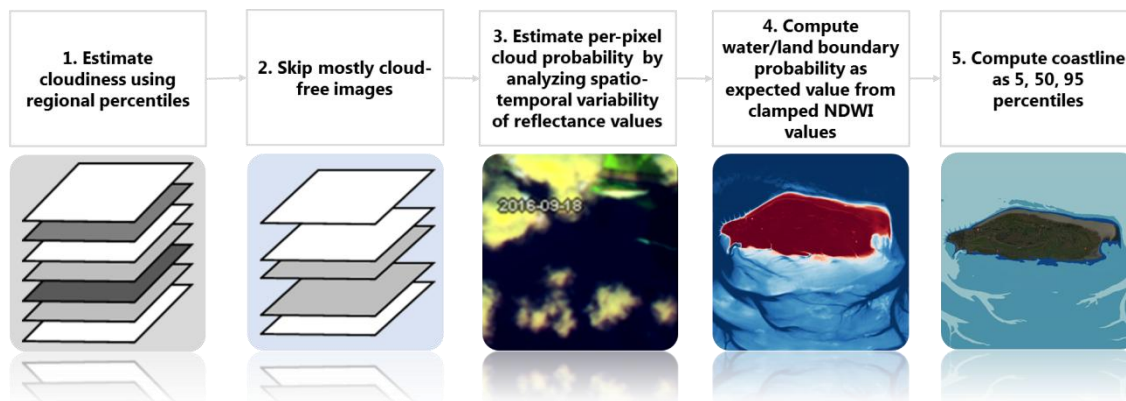 1. Estimate
cloudiness using
regional percentiles
2. Skip mostly cloud-
free images
3. Estimate per-pixel
cloud probability by
analyzing spatio-
temporal variability
of reflectance values
4. Compute
water/land boundary
probability as
expected value from
clamped NDWI
values
5. Compute coastline
as 5, 50, 95
percentiles
2016-09-18